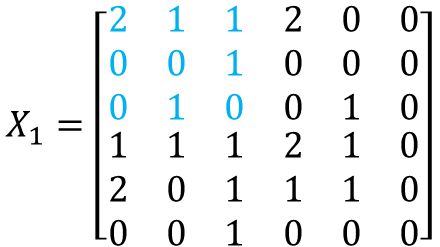 2 1 1 2 0 0
0 0 1 0 0 0
0 1 0 0 1 0
X₁ =
1 1 1 2 1 0
2 0 1 1 1 0
0 0 1 0 0 0